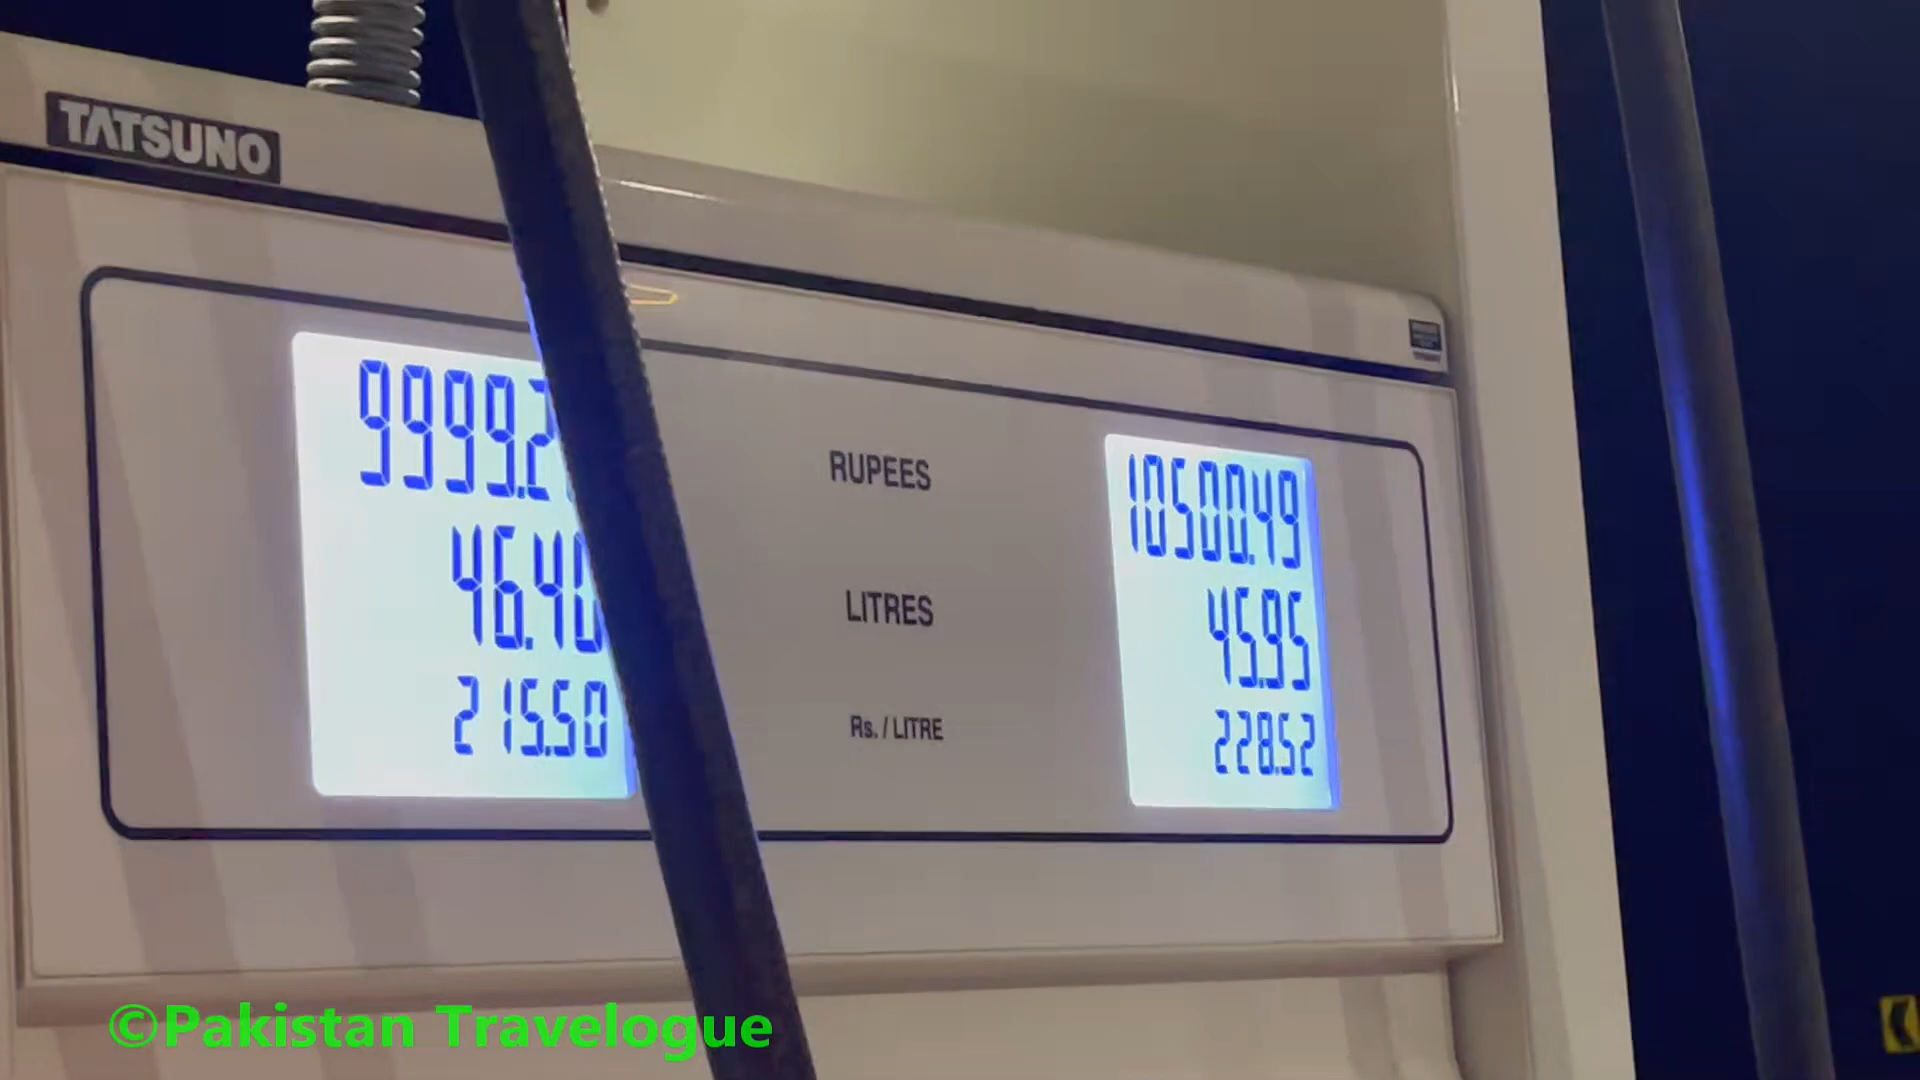 TATSUNO
9999.2
RUPEES
10500.49
46.40
LITRES
45.95
215.50
Rs. / LITRE
228.52
©Pakistan Travelogue